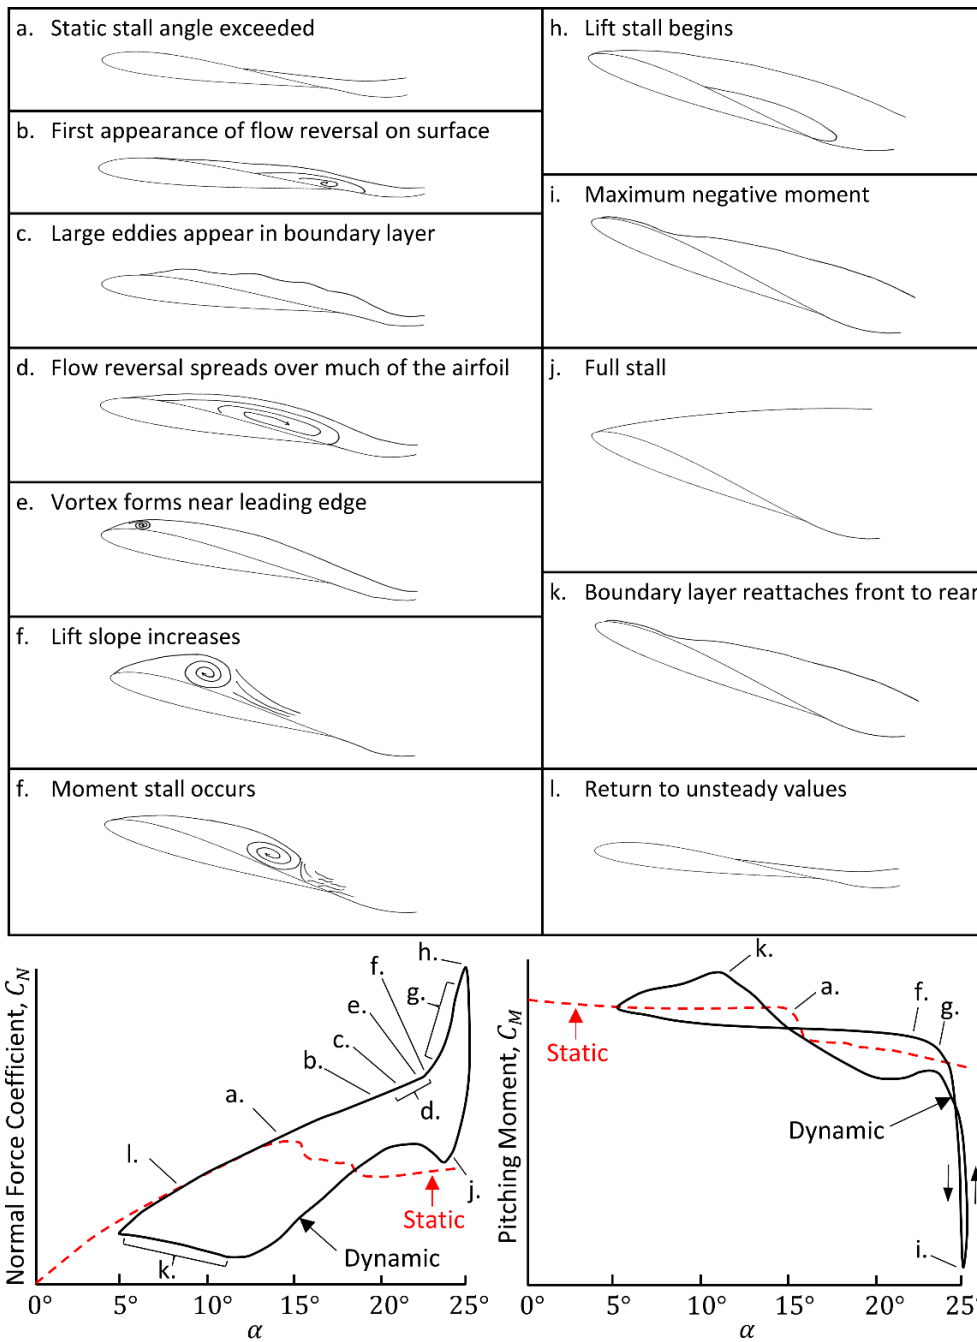 a. Static stall angle exceeded
b. First appearance of flow reversal on surface
c. Large eddies appear in boundary layer
d. Flow reversal spreads over much of the airfoil
e. Vortex forms near leading edge
f. Lift slope increases
f. Moment stall occurs
h. Lift stall begins
i. Maximum negative moment
j. Full stall
k. Boundary layer reattaches front to rear
l. Return to unsteady values
Normal Force Coefficient, C_N
h.
f.
g.
e.
c.
b.
d.
a.
l.
j.
Static
Dynamic
k.
0° 5° 10° 15° 20° 25°
α
Pitching Moment, C_M
k.
a.
f.
g.
Static
Dynamic
i.
0° 5° 10° 15° 20° 25°
α